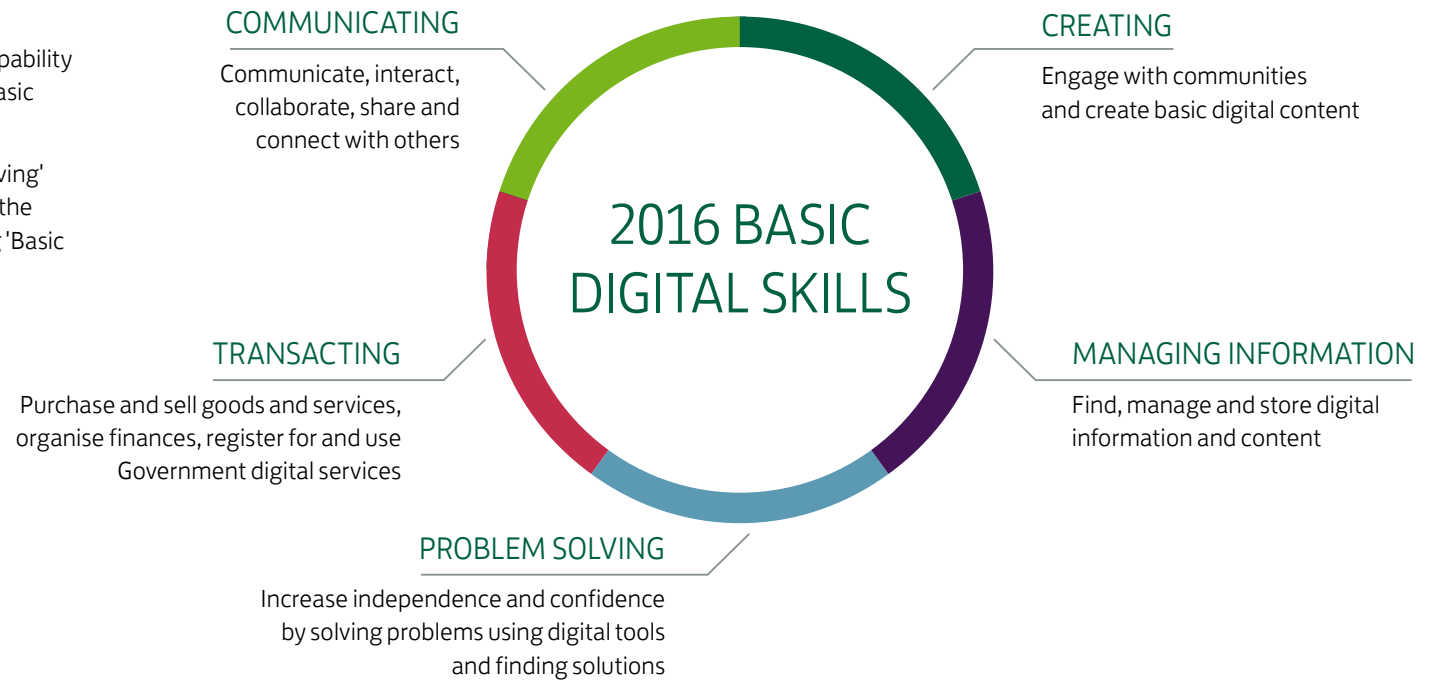 COMMUNICATING
Communicate, interact,
collaborate, share and
connect with others
CREATING
Engage with communities
and create basic digital content
2016 BASIC
DIGITAL SKILLS
MANAGING INFORMATION
Find, manage and store digital
information and content
TRANSACTING
Purchase and sell goods and services,
organise finances, register for and use
Government digital services
PROBLEM SOLVING
Increase independence and confidence
by solving problems using digital tools
and finding solutions
the
'Basic